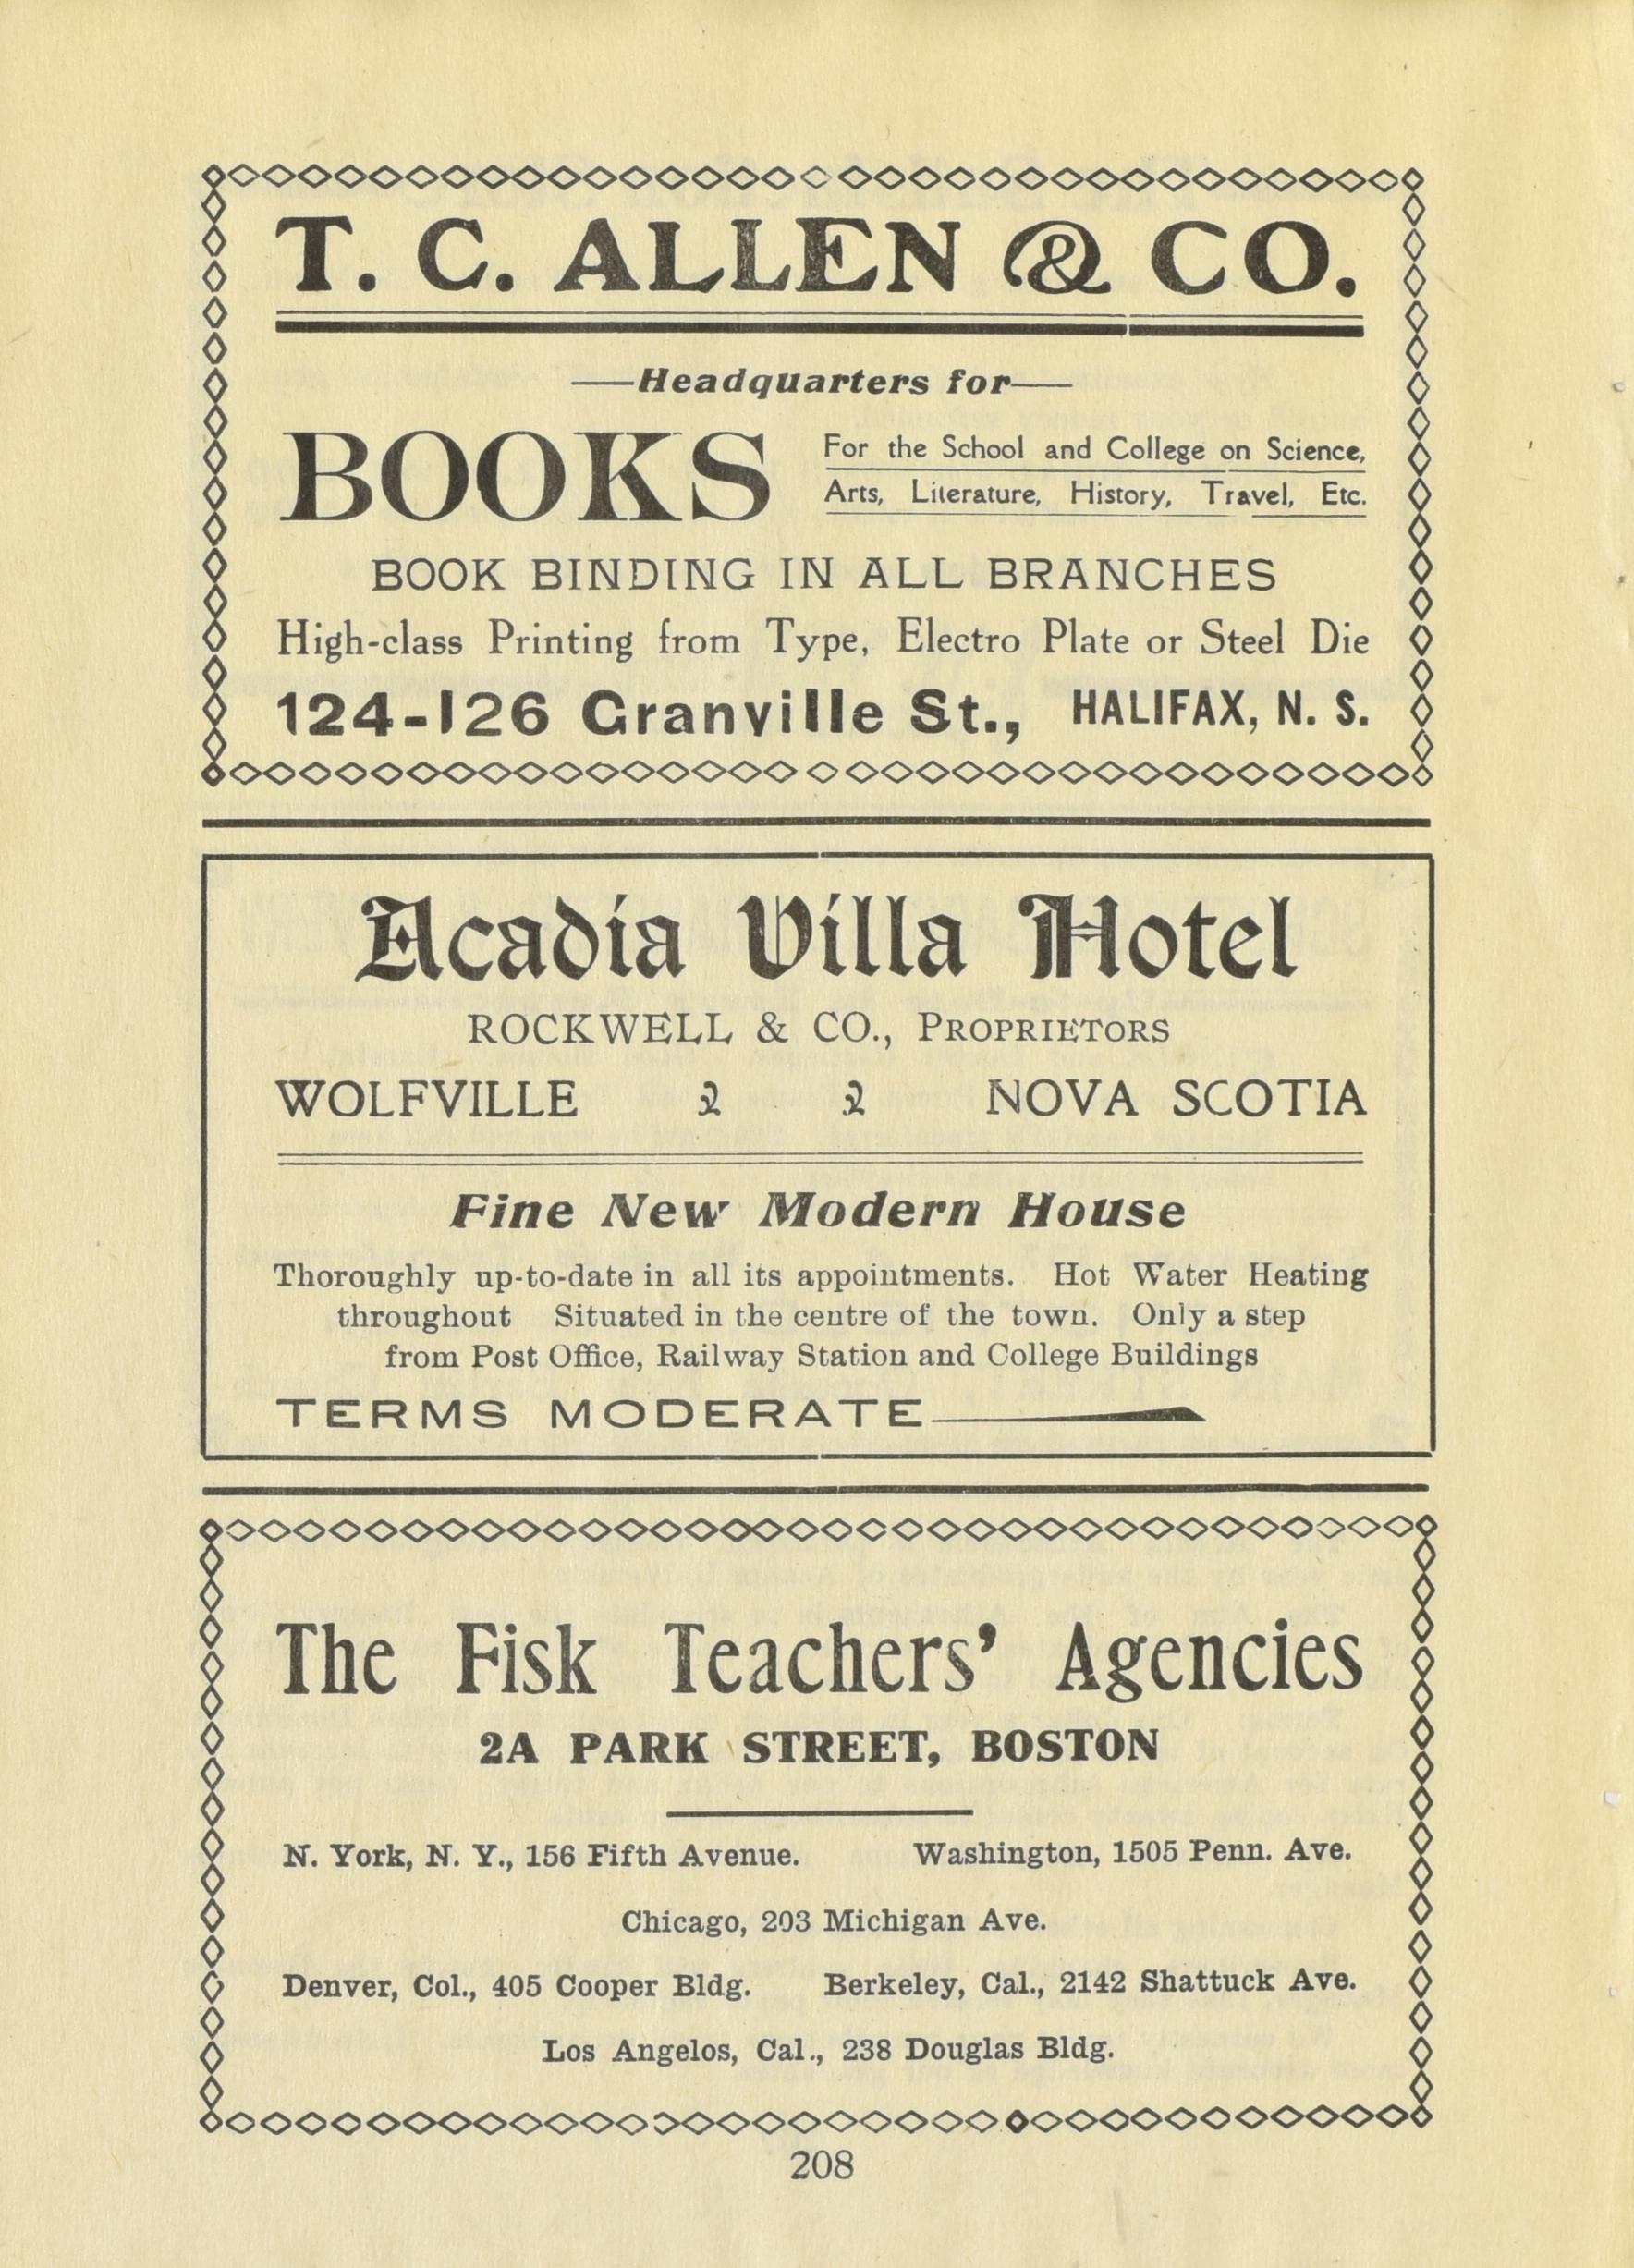 T. C. ALLEN & CO.
—Headquarters for—
BOOKS
For the School and College on Science,
Arts, Literature, History, Travel, Etc.
BOOK BINDING IN ALL BRANCHES
High-class Printing from Type, Electro Plate or Steel Die
124-126 Granville St., HALIFAX, N. S.
Acadia Villa Hotel
ROCKWELL & CO., PROPRIETORS
WOLFVILLE NOVA SCOTIA
Fine New Modern House
Thoroughly up-to-date in all its appointments. Hot Water Heating
throughout Situated in the centre of the town. Only a step
from Post Office, Railway Station and College Buildings
TERMS MODERATE
The Fisk Teachers' Agencies
2A PARK STREET, BOSTON
N. York, N. Y., 156 Fifth Avenue. Washington, 1505 Penn. Ave.
Chicago, 203 Michigan Ave.
Denver, Col., 405 Cooper Bldg. Berkeley, Cal., 2142 Shattuck Ave.
Los Angelos, Cal., 238 Douglas Bldg.
208